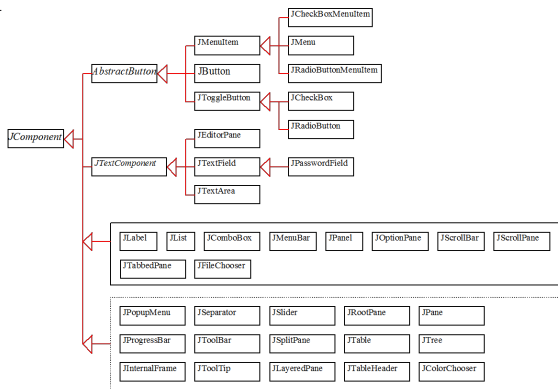 JCheckBoxMenuItem
JMenuItem
JMenu
AbstractButton
JButton
JRadioButtonMenuItem
JToggleButton
JCheckBox
JRadioButton
JComponent
JEditorPane
JTextComponent
JTextField
JPasswordField
JTextArea
JLabel JList JComboBox JMenuBar JPanel JOptionPane JScrollBar JScrollPane
JTabbedPane JFileChooser
JPopupMenu JSeparator JSlider JRootPane JPane
JProgressBar JToolBar JSplitPane JTable JTree
JInternalFrame JToolTip JLayeredPane JTableHeader JColorChooser